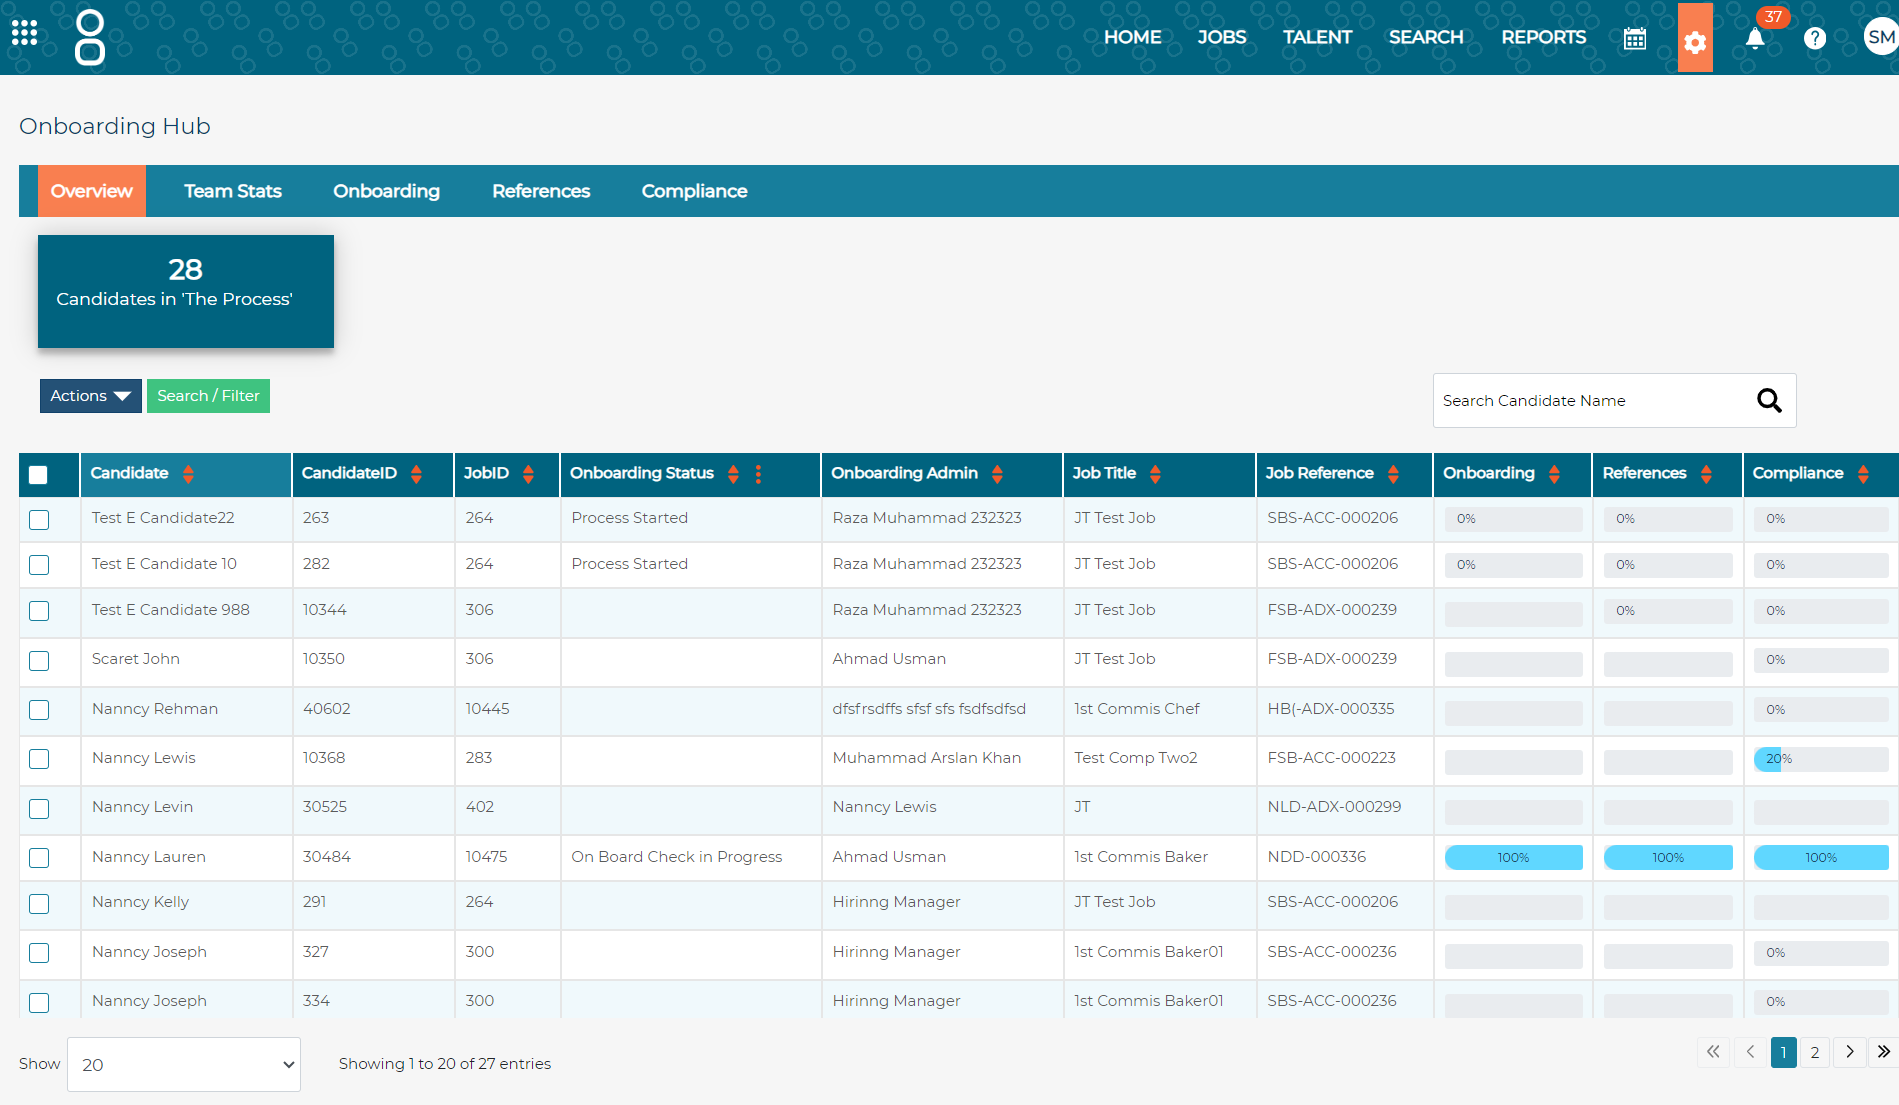 HOME JOBS TALENT SEARCH REPORTS 37 ? SM
Onboarding Hub
Overview Team Stats Onboarding References Compliance
28
Candidates in 'The Process'
Actions Search / Filter Search Candidate Name
Candidate CandidateID JobID Onboarding Status Onboarding Admin Job Title Job Reference Onboarding References Compliance
Test E Candidate22 263 264 Process Started Raza Muhammad 232323 JT Test Job SBS-ACC-000206 0% 0% 0%
Test E Candidate 10 282 264 Process Started Raza Muhammad 232323 JT Test Job SBS-ACC-000206 0% 0% 0%
Test E Candidate 988 10344 306 Raza Muhammad 232323 JT Test Job FSB-ADX-000239 0% 0%
Scaret John 10350 306 Ahmad Usman JT Test Job FSB-ADX-000239 0%
Nanncy Rehman 40602 10445 dfsfrsdffs sfsf sfs fsdfsdfsd 1st Commis Chef HB(-ADX-000335 0%
Nanncy Lewis 10368 283 Muhammad Arslan Khan Test Comp Two2 FSB-ACC-000223 20%
Nanncy Levin 30525 402 Nanncy Lewis JT NLD-ADX-000299
Nanncy Lauren 30484 10475 On Board Check in Progress Ahmad Usman 1st Commis Baker NDD-000336 100% 100% 100%
Nanncy Kelly 291 264 Hirinng Manager JT Test Job SBS-ACC-000206
Nanncy Joseph 327 300 Hirinng Manager 1st Commis Baker01 SBS-ACC-000236 0%
Nanncy Joseph 334 300 Hirinng Manager 1st Commis Baker01 SBS-ACC-000236 0%
Show 20 Showing 1 to 20 of 27 entries « ‹ 1 2 › »